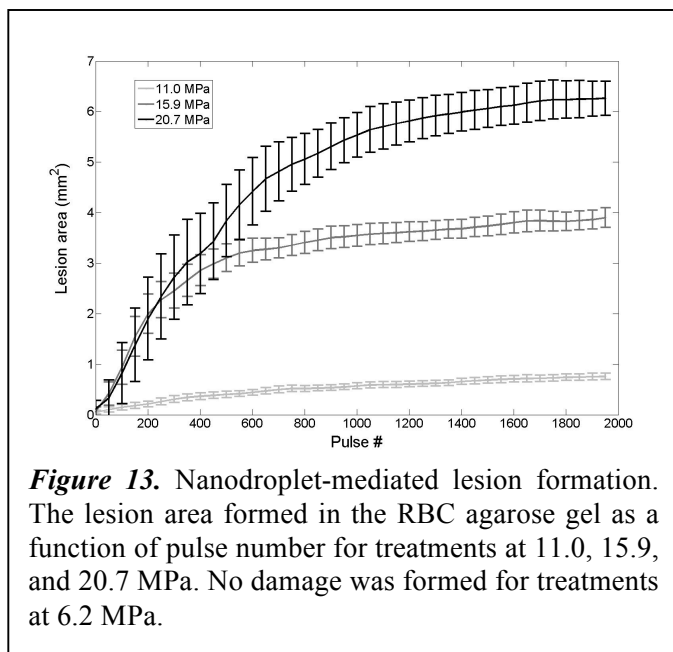 7
6
5
4
3
2
1
0
Lesion area (mm²)
11.0 MPa
15.9 MPa
20.7 MPa
0 200 400 600 800 1000 1200 1400 1600 1800 2000
Pulse #
Figure 13. Nanodroplet-mediated lesion formation.
The lesion area formed in the RBC agarose gel as a
function of pulse number for treatments at 11.0, 15.9,
and 20.7 MPa. No damage was formed for treatments
at 6.2 MPa.